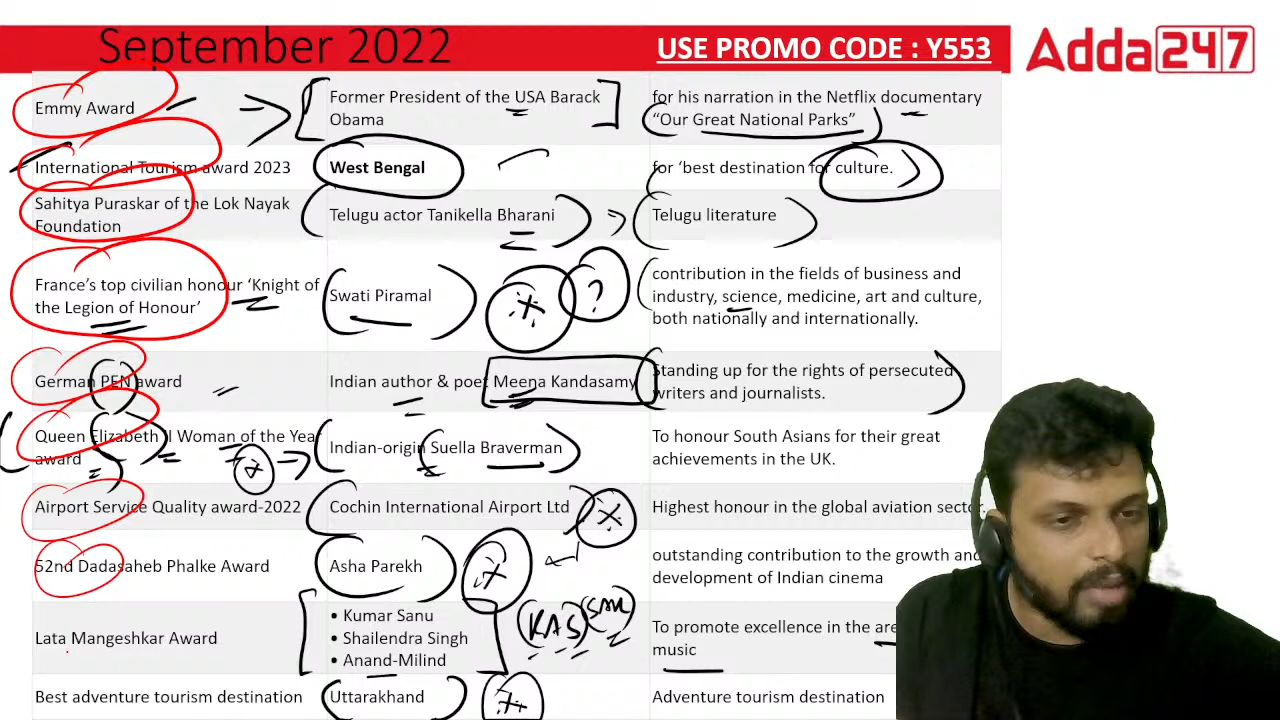 September 2022
USE PROMO CODE : Y553
Adda247
Emmy Award
Former President of the USA Barack
Obama
for his narration in the Netflix documentary
“Our Great National Parks”
International Tourism award 2023
West Bengal
for ‘best destination for culture.
Sahitya Puraskar of the Lok Nayak
Foundation
Telugu actor Tanikella Bharani
Telugu literature
France’s top civilian honour ‘Knight of
the Legion of Honour’
Swati Piramal
?
contribution in the fields of business and
industry, science, medicine, art and culture,
both nationally and internationally.
German PEN award
Indian author & poet Meena Kandasamy
Standing up for the rights of persecuted
writers and journalists.
Queen Elizabeth II Woman of the Year
award
Indian-origin Suella Braverman
To honour South Asians for their great
achievements in the UK.
Airport Service Quality award-2022
Cochin International Airport Ltd
Highest honour in the global aviation sector.
52nd Dadasaheb Phalke Award
Asha Parekh
outstanding contribution to the growth and
development of Indian cinema
Lata Mangeshkar Award
• Kumar Sanu
• Shailendra Singh
• Anand-Milind
KAS
To promote excellence in the
music
Best adventure tourism destination
Uttarakhand
Adventure tourism destination